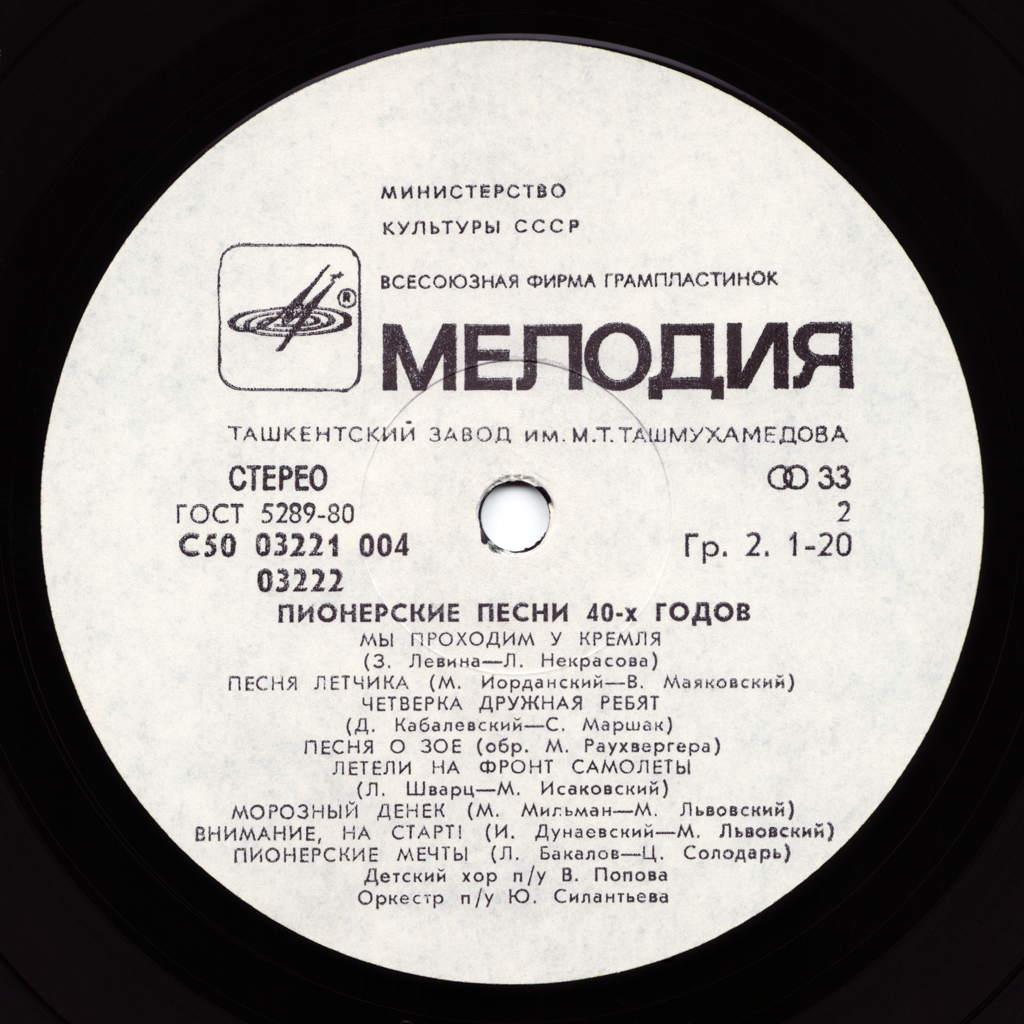 МИНИСТЕРСТВО
КУЛЬТУРЫ СССР
ВСЕСОЮЗНАЯ ФИРМА ГРАМПЛАСТИНОК
®
МЕЛОДИЯ
ТАШКЕНТСКИЙ ЗАВОД ИМ. М.Т. ТАШМУХАМЕДОВА
СТЕРЕО
ГОСТ 5289-80
С50 03221 004
03222
33
2
Гр. 2. 1-20
ПИОНЕРСКИЕ ПЕСНИ 40-х ГОДОВ
МЫ ПРОХОДИМ У КРЕМЛЯ
(З. Левина—Л. Некрасова)
ПЕСНЯ ЛЕТЧИКА (М. Иорданский—В. Маяковский)
ЧЕТВЕРКА ДРУЖНАЯ РЕБЯТ
(Д. Кабалевский—С. Маршак)
ПЕСНЯ О ЗОЕ (обр. М. Раухвергера)
ЛЕТЕЛИ НА ФРОНТ САМОЛЕТЫ
(Л. Шварц—М. Исаковский)
МОРОЗНЫЙ ДЕНЕК (М. Мильман—М. Львовский)
ВНИМАНИЕ, НА СТАРТ! (И. Дунаевский—М. Львовский)
ПИОНЕРСКИЕ МЕЧТЫ (Л. Бакалов—Ц. Солодарь)
Детский хор п/у В. Попова
Оркестр п/у Ю. Силантьева